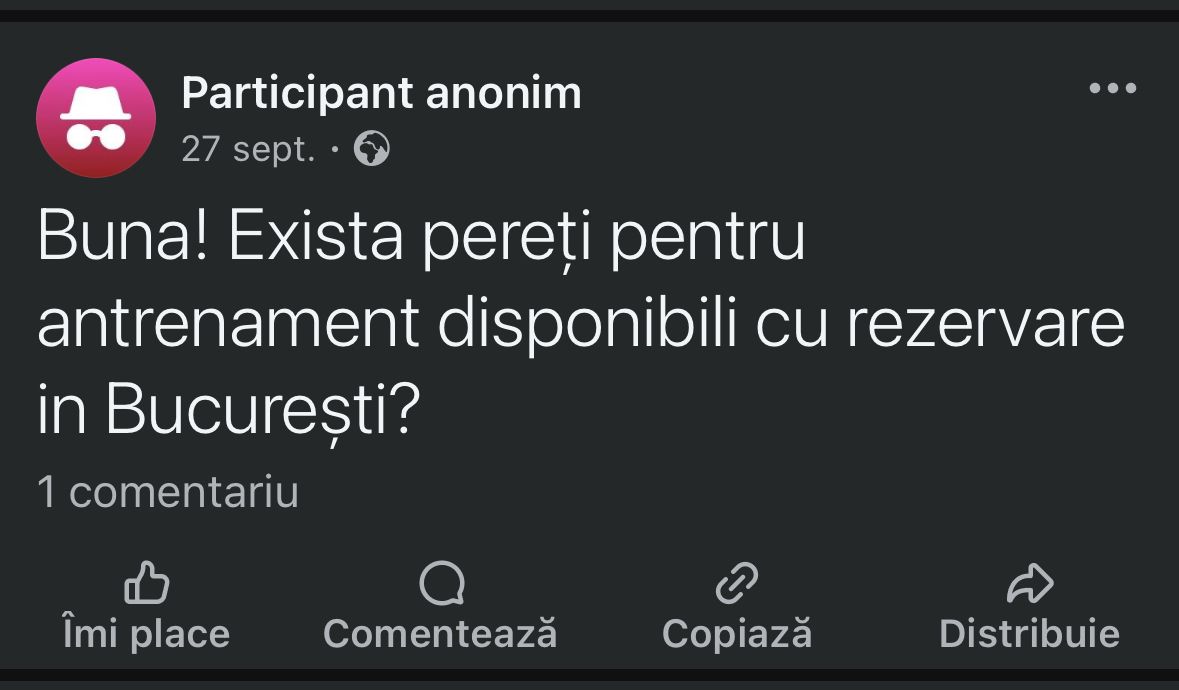 Participant anonim
27 sept. ·
Buna! Exista pereți pentru
antrenament disponibili cu rezervare
in București?
1 comentariu
Îmi place
Comentează
Copiază
Distribuie